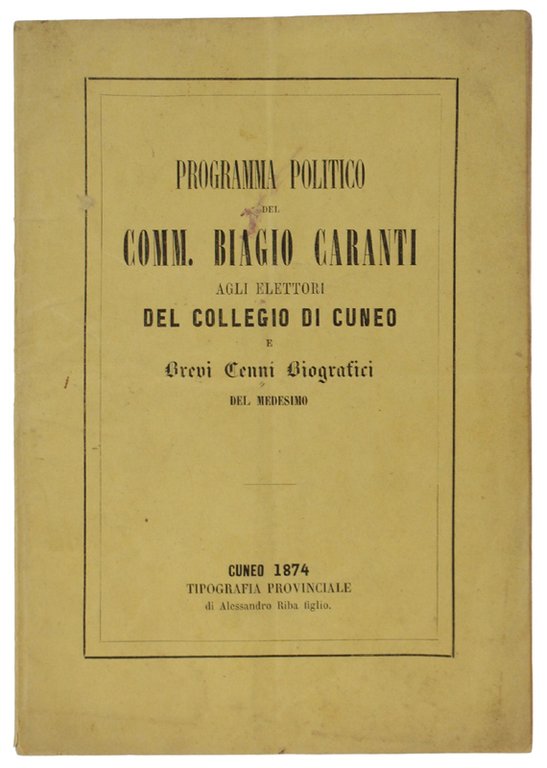 PROGRAMMA POLITICO
DEL
COMM. BIAGIO CARANTI
AGLI ELETTORI
DEL COLLEGIO DI CUNEO
E
Brevi Cenni Biografici
DEL MEDESIMO
CUNEO 1874
TIPOGRAFIA PROVINCIALE
di Alessandro Riba figlio.